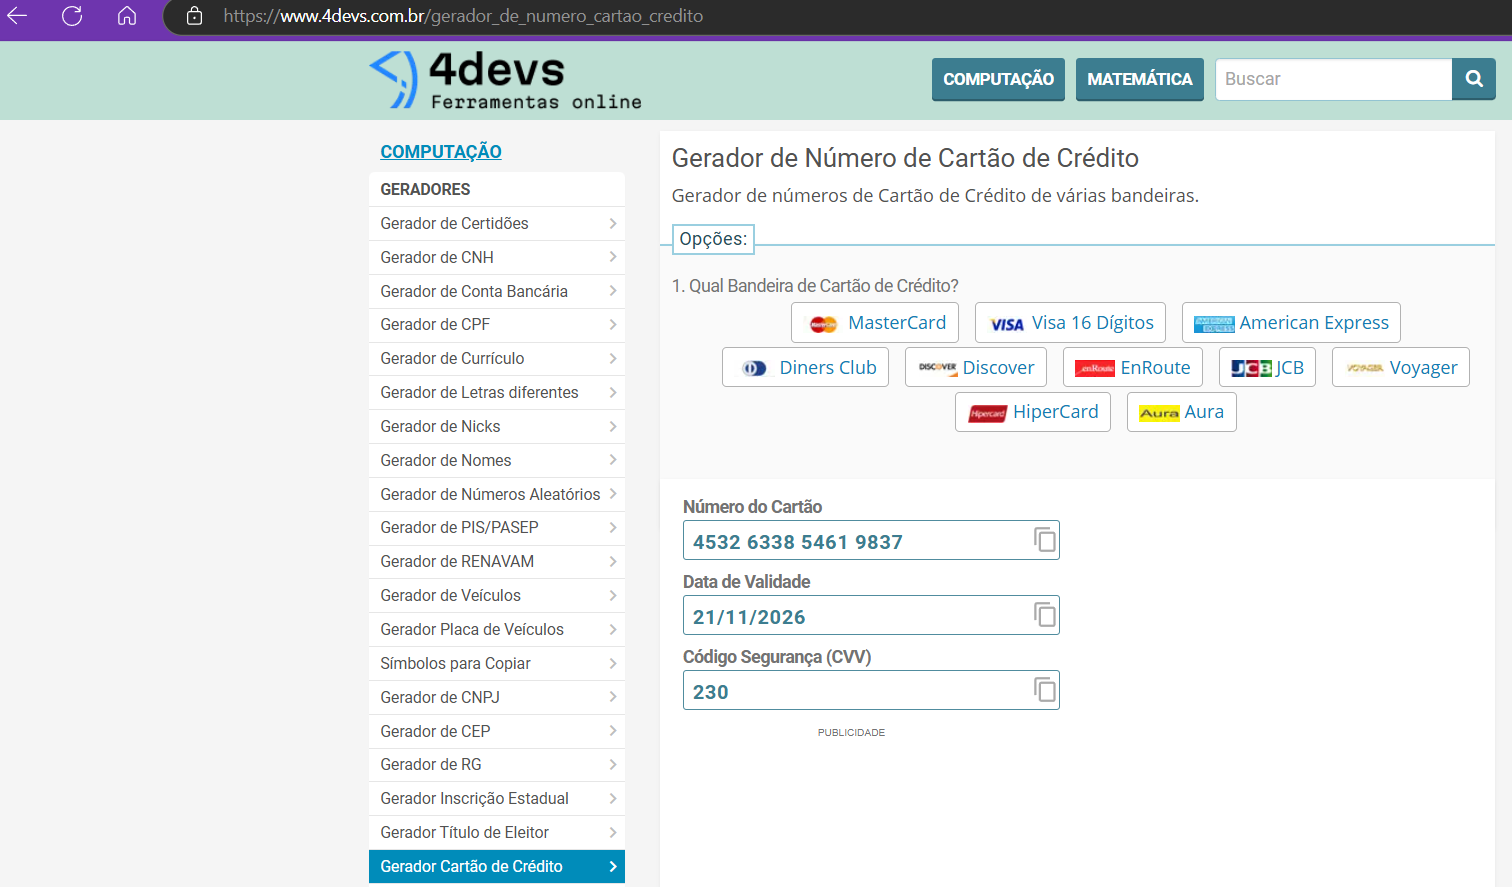 https://www.4devs.com.br/gerador_de_numero_cartao_credito
4devs
Ferramentas online
COMPUTAÇÃO
MATEMÁTICA
Buscar
COMPUTAÇÃO
GERADORES
Gerador de Certidões
Gerador de CNH
Gerador de Conta Bancária
Gerador de CPF
Gerador de Currículo
Gerador de Letras diferentes
Gerador de Nicks
Gerador de Nomes
Gerador de Números Aleatórios
Gerador de PIS/PASEP
Gerador de RENAVAM
Gerador de Veículos
Gerador Placa de Veículos
Símbolos para Copiar
Gerador de CNPJ
Gerador de CEP
Gerador de RG
Gerador Inscrição Estadual
Gerador Título de Eleitor
Gerador Cartão de Crédito
Gerador de Número de Cartão de Crédito
Gerador de números de Cartão de Crédito de várias bandeiras.
Opções:
1. Qual Bandeira de Cartão de Crédito?
MasterCard MasterCard
VISA Visa 16 Dígitos
AMERICAN EXPRESS American Express
Diners Club
DISCOVER Discover
enRoute EnRoute
JCB JCB
VOYAGER Voyager
Hipercard HiperCard
Aura Aura
Número do Cartão
4532 6338 5461 9837
Data de Validade
21/11/2026
Código Segurança (CVV)
230
PUBLICIDADE